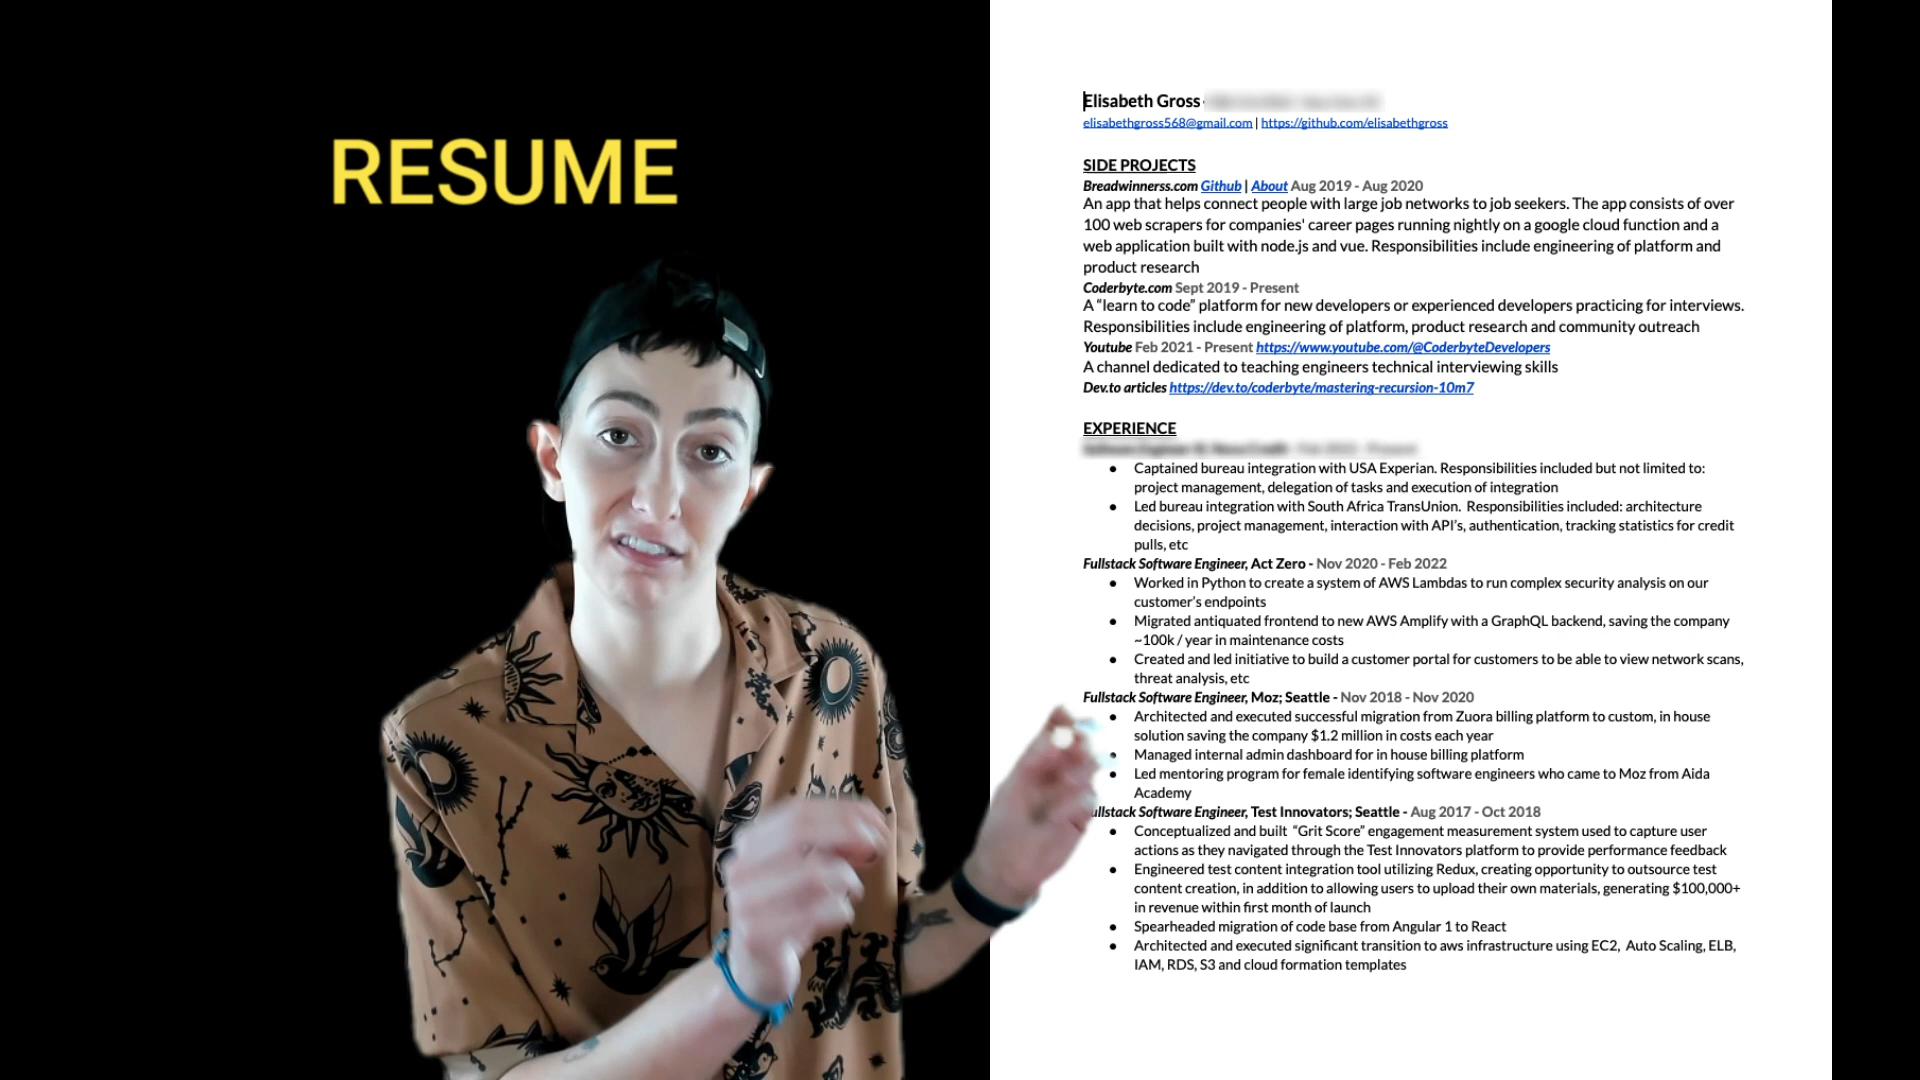 RESUME
Elisabeth Gross
elisabethgross568@gmail.com | https://github.com/elisabethgross
SIDE PROJECTS
Breadwinnerss.com Github | About Aug 2019 - Aug 2020
An app that helps connect people with large job networks to job seekers. The app consists of over
100 web scrapers for companies' career pages running nightly on a google cloud function and a
web application built with node.js and vue. Responsibilities include engineering of platform and
product research
Coderbyte.com Sept 2019 - Present
A “learn to code” platform for new developers or experienced developers practicing for interviews.
Responsibilities include engineering of platform, product research and community outreach
Youtube Feb 2021 - Present https://www.youtube.com/@CoderbyteDevelopers
A channel dedicated to teaching engineers technical interviewing skills
Dev.to articles https://dev.to/coderbyte/mastering-recursion-10m7
EXPERIENCE
● Captained bureau integration with USA Experian. Responsibilities included but not limited to:
project management, delegation of tasks and execution of integration
● Led bureau integration with South Africa TransUnion. Responsibilities included: architecture
decisions, project management, interaction with API’s, authentication, tracking statistics for credit
pulls, etc
Fullstack Software Engineer, Act Zero - Nov 2020 - Feb 2022
● Worked in Python to create a system of AWS Lambdas to run complex security analysis on our
customer’s endpoints
● Migrated antiquated frontend to new AWS Amplify with a GraphQL backend, saving the company
~100k / year in maintenance costs
● Created and led initiative to build a customer portal for customers to be able to view network scans,
threat analysis, etc
Fullstack Software Engineer, Moz; Seattle - Nov 2018 - Nov 2020
● Architected and executed successful migration from Zuora billing platform to custom, in house
solution saving the company $1.2 million in costs each year
● Managed internal admin dashboard for in house billing platform
● Led mentoring program for female identifying software engineers who came to Moz from Aida
Academy
ullstack Software Engineer, Test Innovators; Seattle - Aug 2017 - Oct 2018
● Conceptualized and built “Grit Score” engagement measurement system used to capture user
actions as they navigated through the Test Innovators platform to provide performance feedback
● Engineered test content integration tool utilizing Redux, creating opportunity to outsource test
content creation, in addition to allowing users to upload their own materials, generating $100,000+
in revenue within first month of launch
● Spearheaded migration of code base from Angular 1 to React
● Architected and executed significant transition to aws infrastructure using EC2, Auto Scaling, ELB,
IAM, RDS, S3 and cloud formation templates